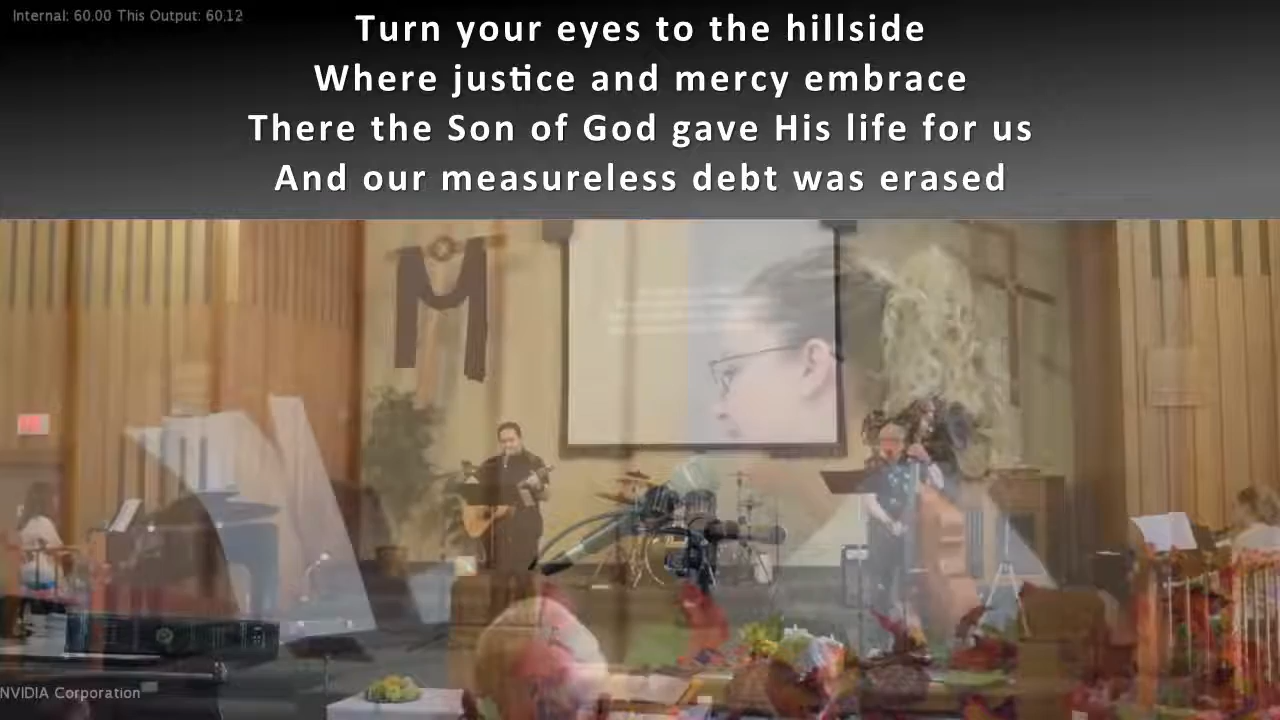 Internal: 60.00 This Output: 60.12
Turn your eyes to the hillside
Where justice and mercy embrace
There the Son of God gave His life for us
And our measureless debt was erased
NVIDIA Corporation